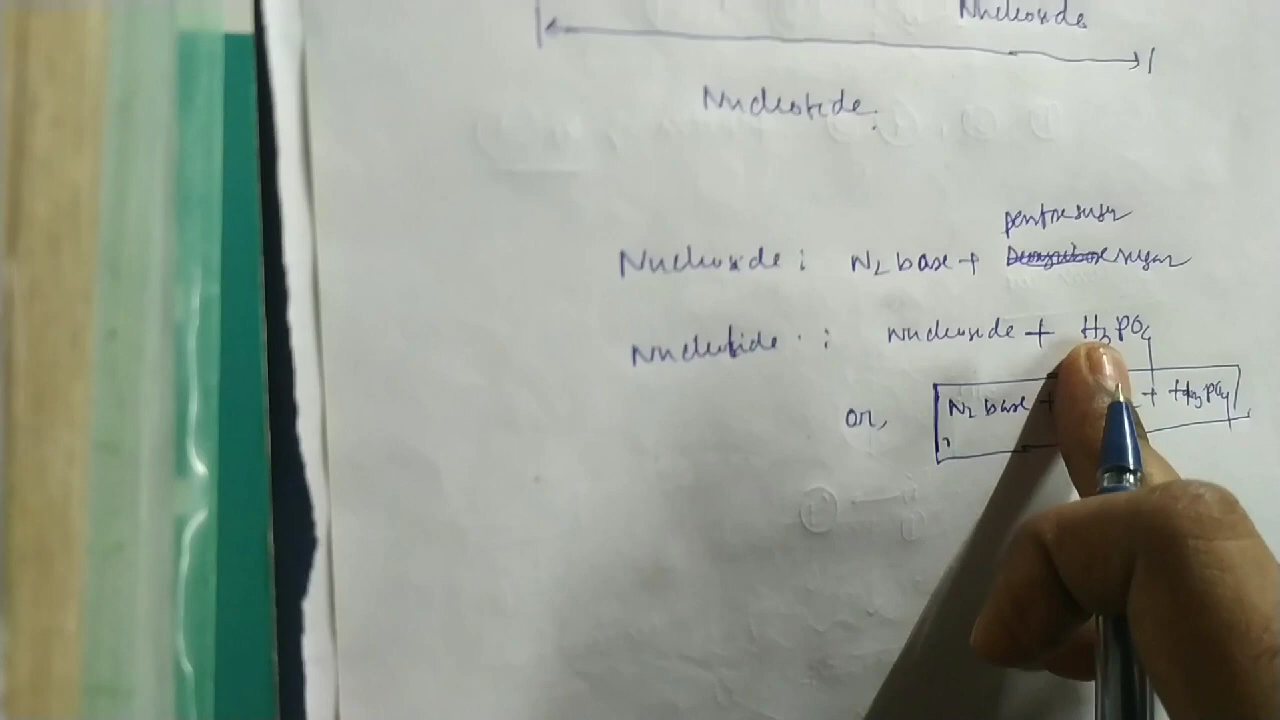 Nucleoside
Nucleotide.
pentose sugar
Nucleoside : N2 base + sugar
Nucleotide : nucleoside + H3PO4
or, N2 base + + H3PO4